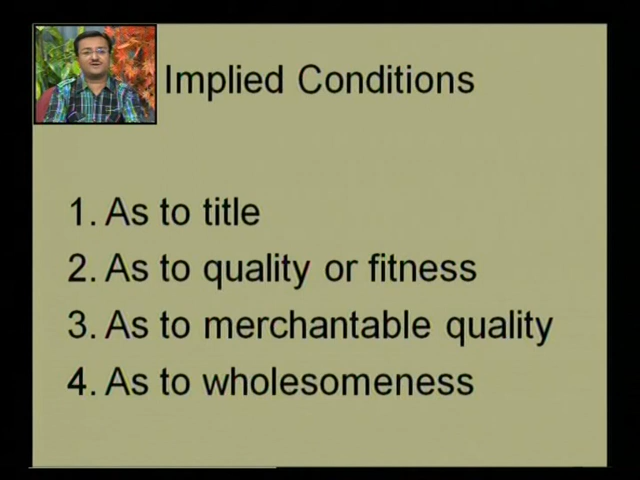 Implied Conditions
1. As to title
2. As to quality or fitness
3. As to merchantable quality
4. As to wholesomeness